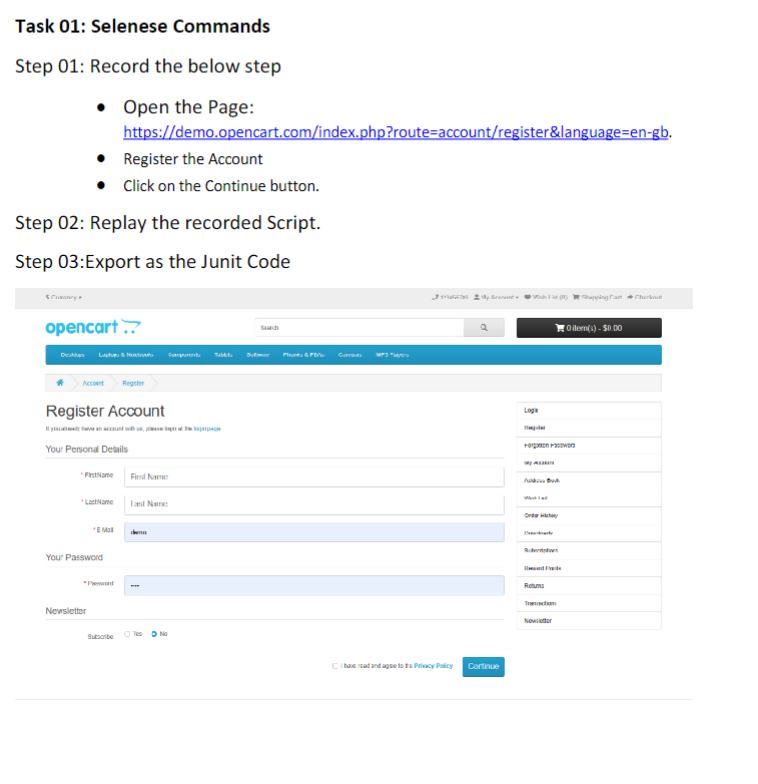 Task 01: Selenese Commands
Step 01: Record the below step
• Open the Page:
https://demo.opencart.com/index.php?route=account/register&language=en-gb.
• Register the Account
• Click on the Continue button.
Step 02: Replay the recorded Script.
Step 03:Export as the Junit Code
$ Currency
My Account Wish List (0) Shopping Cart Checkout
opencart
Search
0 item(s) - $0.00
Desktops Laptops & Notebooks Components Tablets Software Phones & PDAs Cameras MP3 Players
Account Register
Register Account
If you already have an account with us, please login at the login page
Your Personal Details
* First Name First Name
* Last Name Last Name
* E-Mail demo
Your Password
* Password ····
Newsletter
Subscribe Yes No
I have read and agree to the Privacy Policy Continue
Login
Register
Forgotten Password
My Account
Address Book
Wish List
Order History
Downloads
Subscriptions
Reward Points
Returns
Transactions
Newsletter